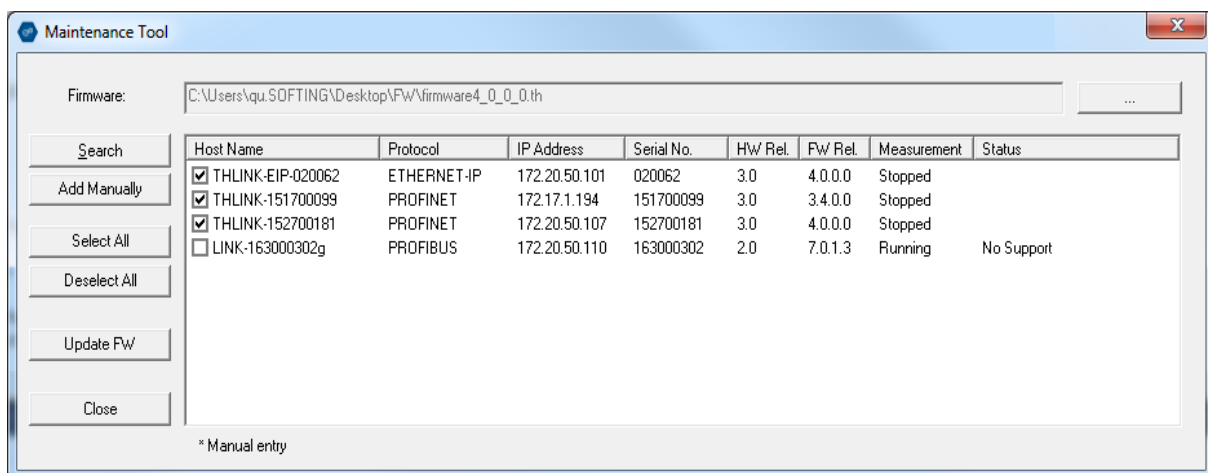 Maintenance Tool
Firmware: C:\Users\qu.SOFTING\Desktop\FW\firmware4_0_0_0.th ...
Search
Add Manually
Select All
Deselect All
Update FW
Close
Host Name Protocol IP Address Serial No. HW Rel. FW Rel. Measurement Status
THLINK-EIP-020062 ETHERNET-IP 172.20.50.101 020062 3.0 4.0.0.0 Stopped
THLINK-151700099 PROFINET 172.17.1.194 151700099 3.0 3.4.0.0 Stopped
THLINK-152700181 PROFINET 172.20.50.107 152700181 3.0 4.0.0.0 Stopped
LINK-163000302g PROFIBUS 172.20.50.110 163000302 2.0 7.0.1.3 Running No Support
* Manual entry